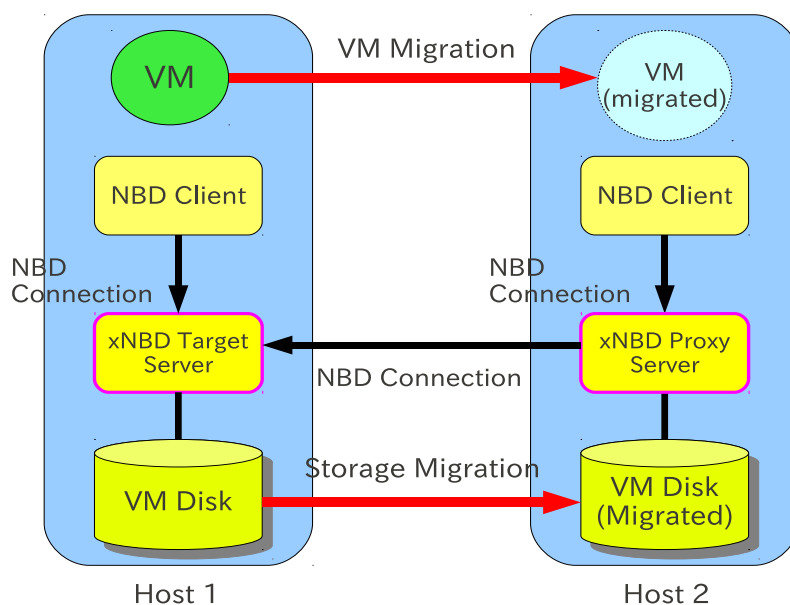 VM
VM Migration
VM
(migrated)
NBD Client
NBD Client
NBD
Connection
NBD
Connection
xNBD Target
Server
xNBD Proxy
Server
NBD Connection
Storage Migration
VM Disk
VM Disk
(Migrated)
Host 1
Host 2